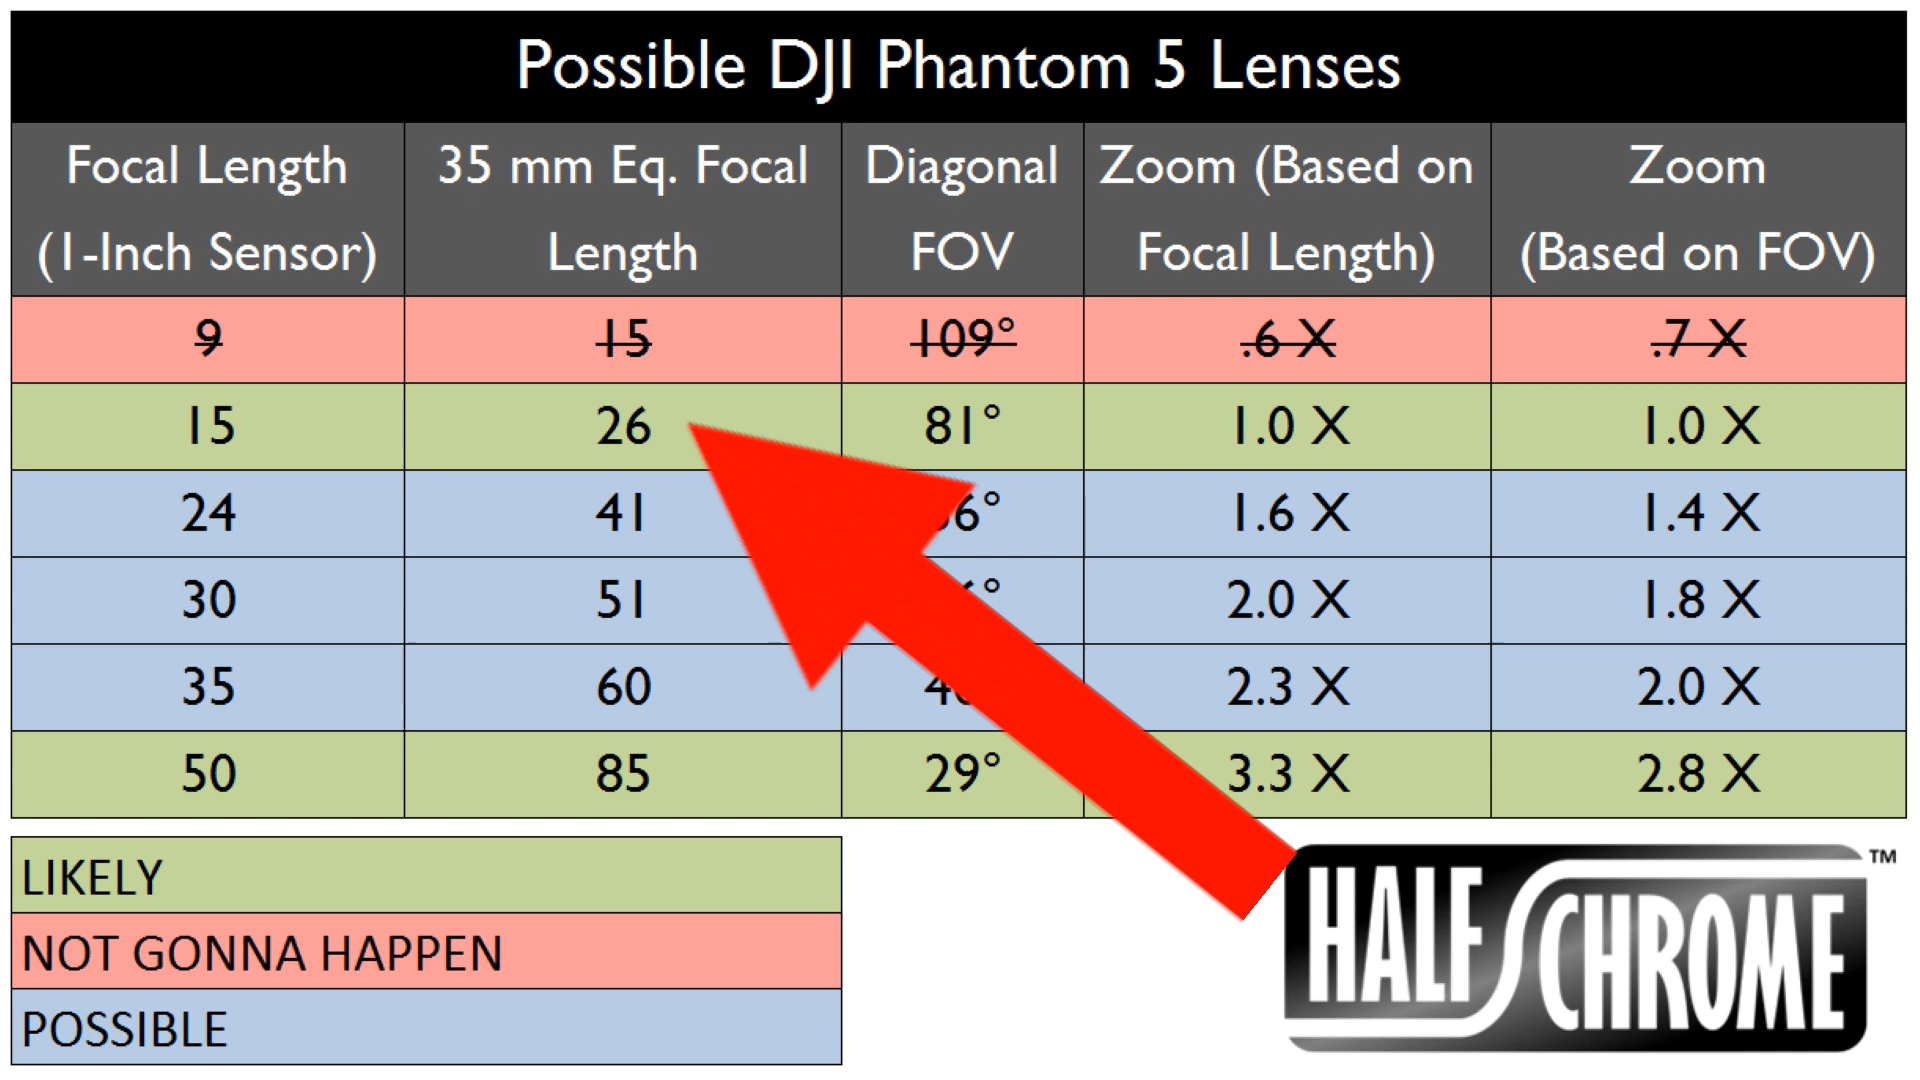 Possible DJI Phantom 5 Lenses
Focal Length (1-Inch Sensor) 35 mm Eq. Focal Length Diagonal FOV Zoom (Based on Focal Length) Zoom (Based on FOV)
9 15 109° .6 X .7 X
15 26 81° 1.0 X 1.0 X
24 41 1.6 X 1.4 X
30 51 2.0 X 1.8 X
35 60 2.3 X 2.0 X
50 85 29° 3.3 X 2.8 X
LIKELY
NOT GONNA HAPPEN
POSSIBLE
HALF CHROME™